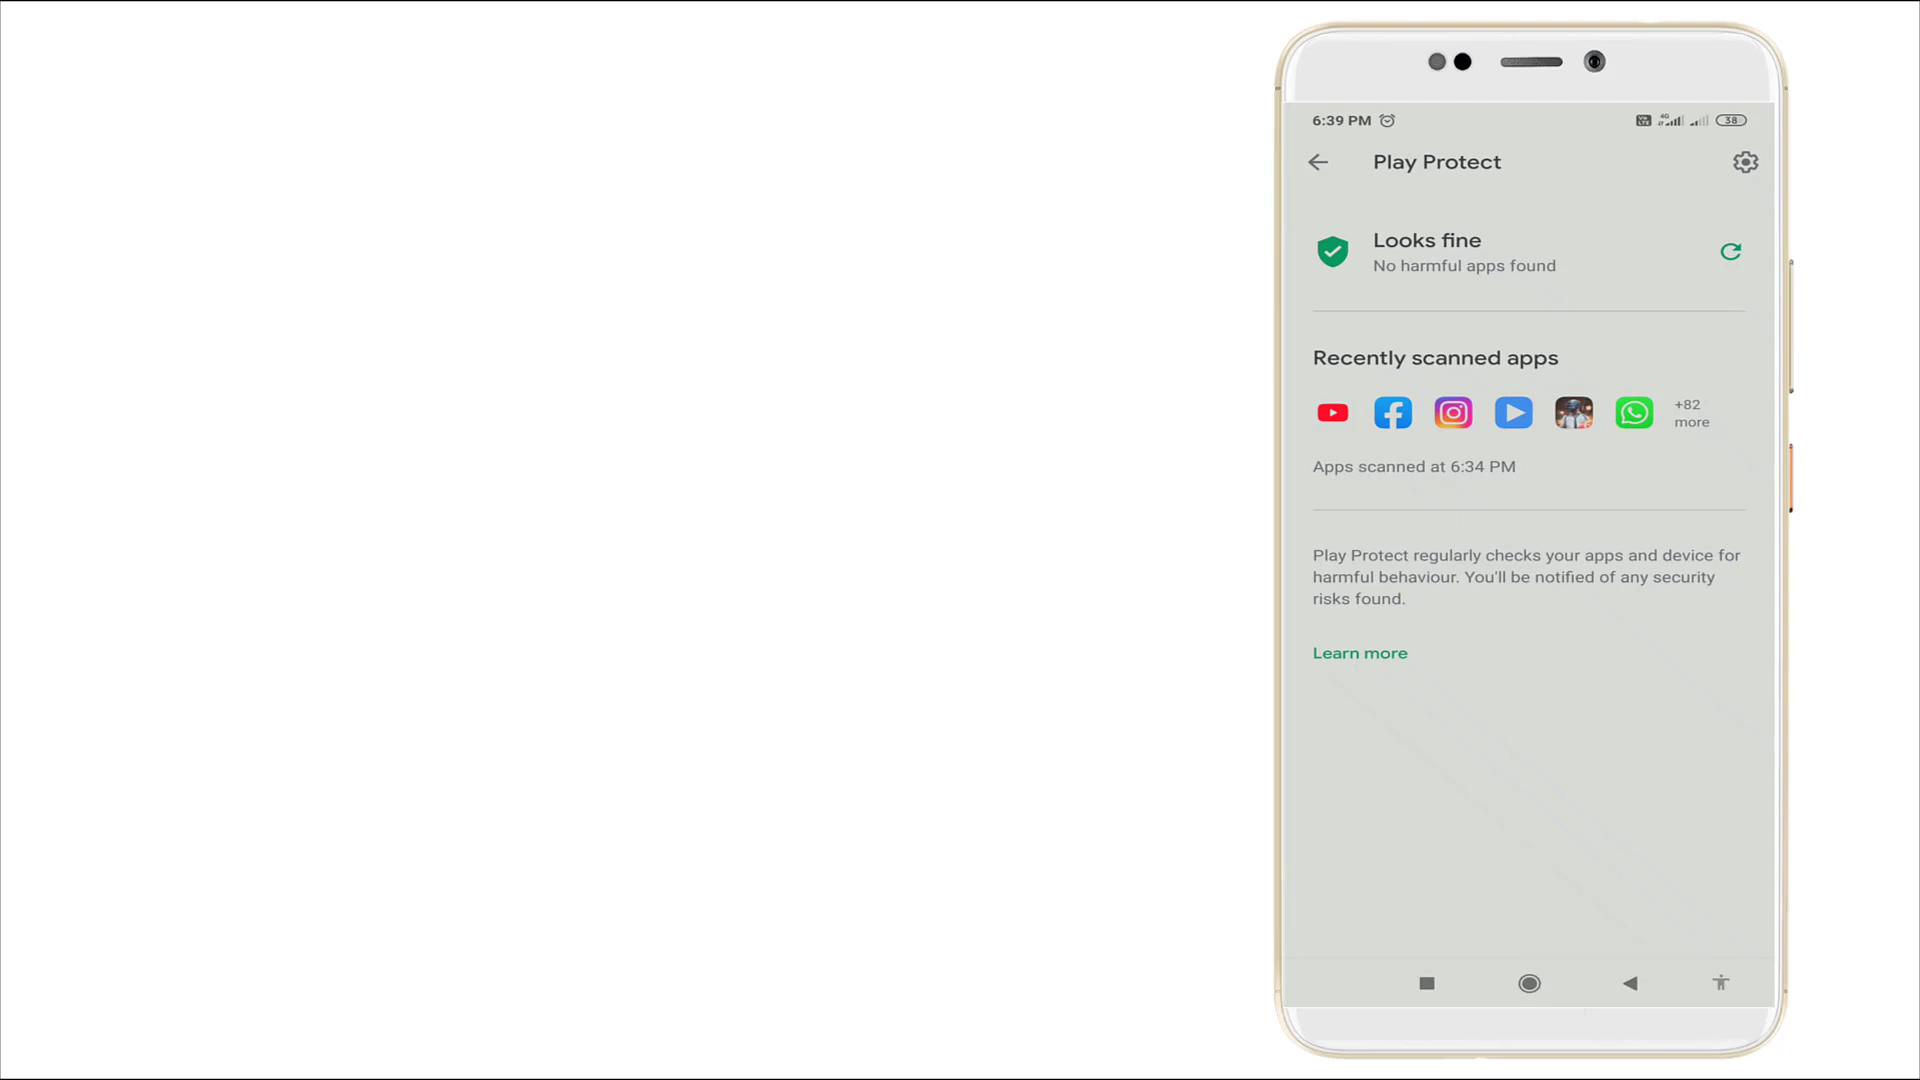 6:39 PM
38
Play Protect
Looks fine
No harmful apps found
Recently scanned apps
+82
more
Apps scanned at 6:34 PM
Play Protect regularly checks your apps and device for
harmful behaviour. You'll be notified of any security
risks found.
Learn more